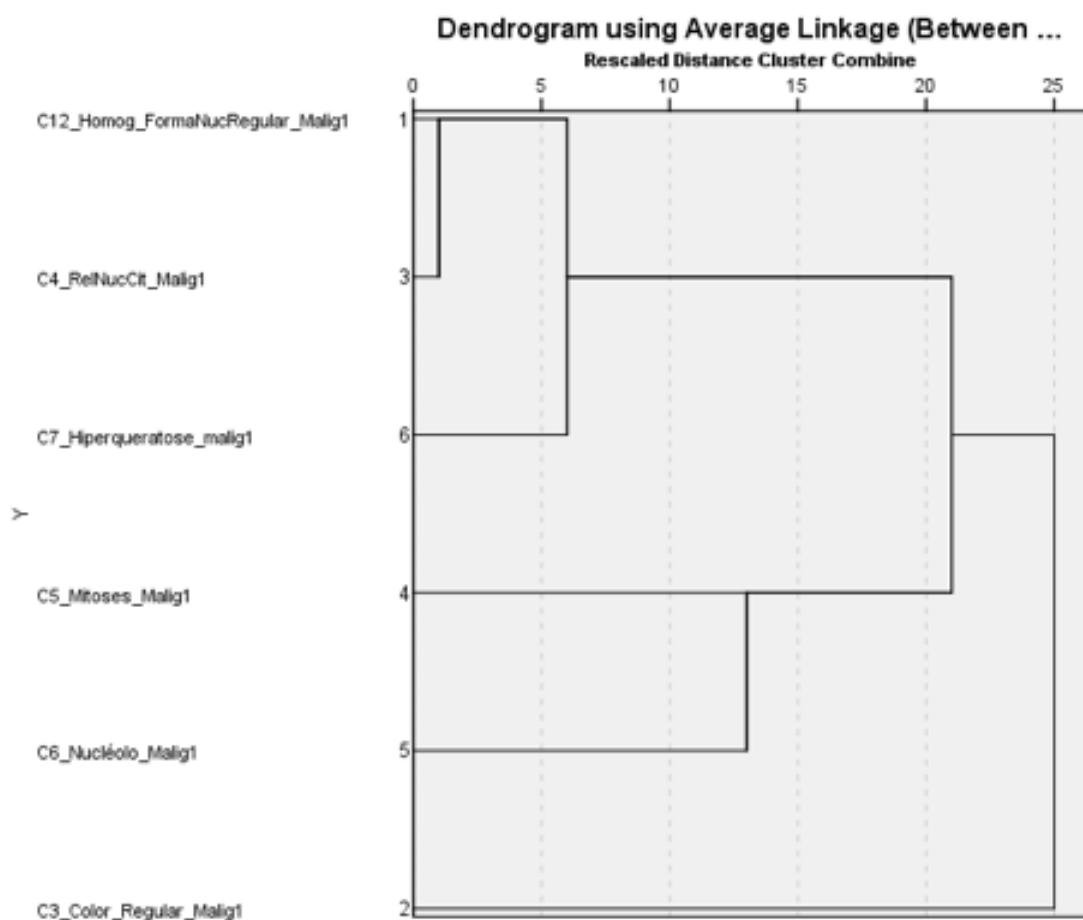 Dendrogram using Average Linkage (Between ...
Rescaled Distance Cluster Combine
0 5 10 15 20 25
C12_Homog_FormaNucRegular_Malig1 1
C4_RelNucCit_Malig1 3
C7_Hiperqueratose_malig1 6
Y
C5_Mitoses_Malig1 4
C6_Nucléolo_Malig1 5
C3_Color_Regular_Malig1 2